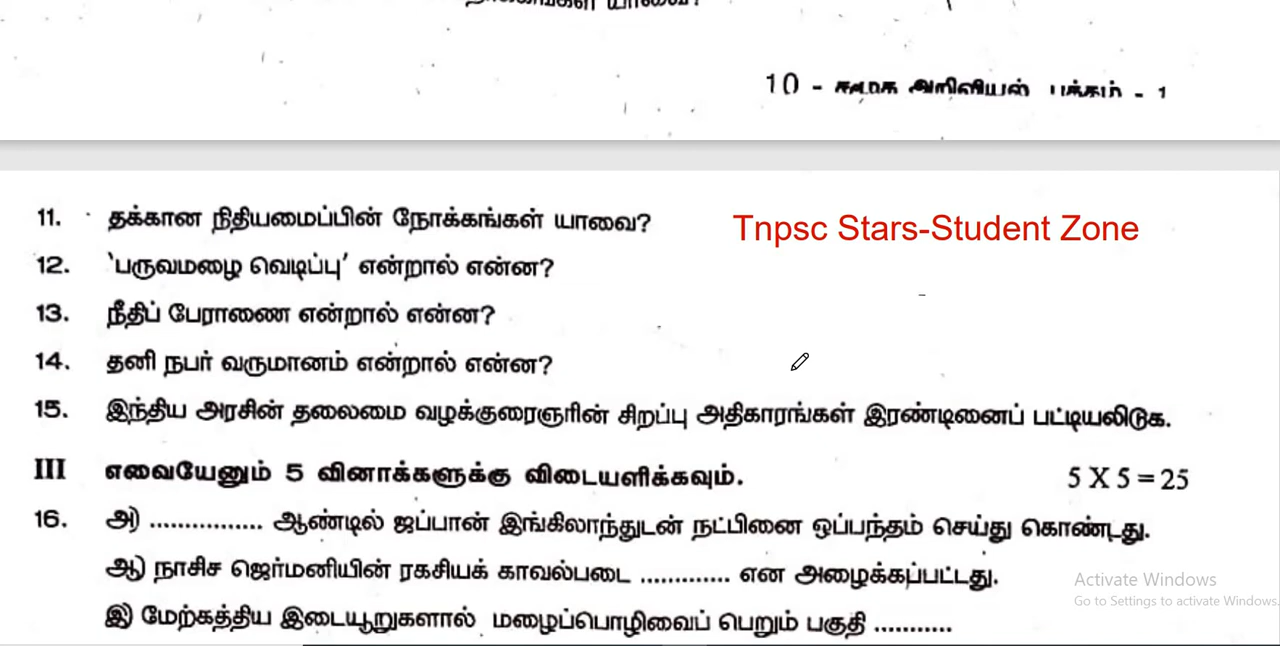 10 - சமூக அறிவியல் பக்கம் - 1
11. தக்காண நிதியமைப்பின் நோக்கங்கள் யாவை?
Tnpsc Stars-Student Zone
12. 'பருவமழை வெடிப்பு' என்றால் என்ன?
13. நீதிப் பேராணை என்றால் என்ன?
14. தனி நபர் வருமானம் என்றால் என்ன?
15. இந்திய அரசின் தலைமை வழக்குரைஞரின் சிறப்பு அதிகாரங்கள் இரண்டினைப் பட்டியலிடுக.
III எவையேனும் 5 வினாக்களுக்கு விடையளிக்கவும். 5 X 5 = 25
16. அ) ................ ஆண்டில் ஜப்பான் இங்கிலாந்துடன் நட்பினை ஒப்பந்தம் செய்து கொண்டது.
ஆ) நாசிச ஜெர்மனியின் ரகசியக் காவல்படை ............. என அழைக்கப்பட்டது.
இ) மேற்கத்திய இடையூறுகளால் மழைப்பொழிவைப் பெறும் பகுதி ...........
Activate Windows
Go to Settings to activate Windows.